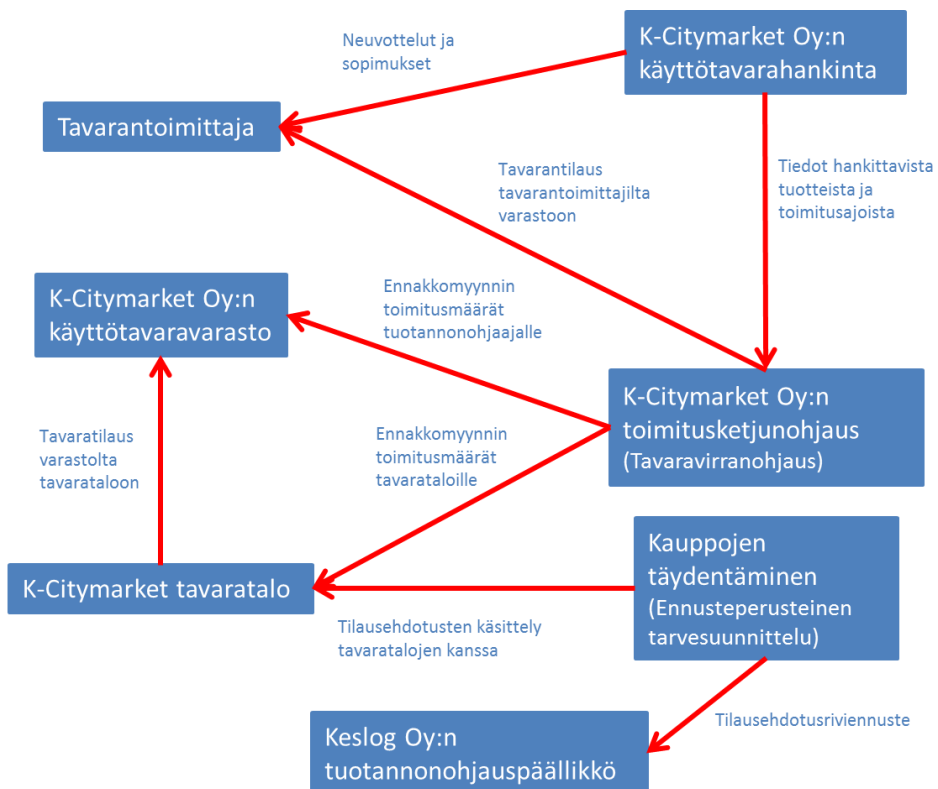 K-Citymarket Oy:n
käyttötavarahankinta
Neuvottelut ja
sopimukset
Tavarantoimittaja
Tavarantilaus
tavarantoimittajilta
varastoon
Tiedot hankittavista
tuotteista ja
toimitusajoista
K-Citymarket Oy:n
käyttötavaravarasto
Ennakkomyynnin
toimitusmäärät
tuotannonohjaajalle
K-Citymarket Oy:n
toimitusketjunohjaus
(Tavaravirranohjaus)
Tavaratilaus
varastolta
tavarataloon
Ennakkomyynnin
toimitusmäärät
tavarataloille
K-Citymarket tavaratalo
Kauppojen
täydentäminen
(Ennusteperusteinen
tarvesuunnittelu)
Tilausehdotusten käsittely
tavaratalojen kanssa
Tilausehdotusriviennuste
Keslog Oy:n
tuotannonohjauspäällikkö